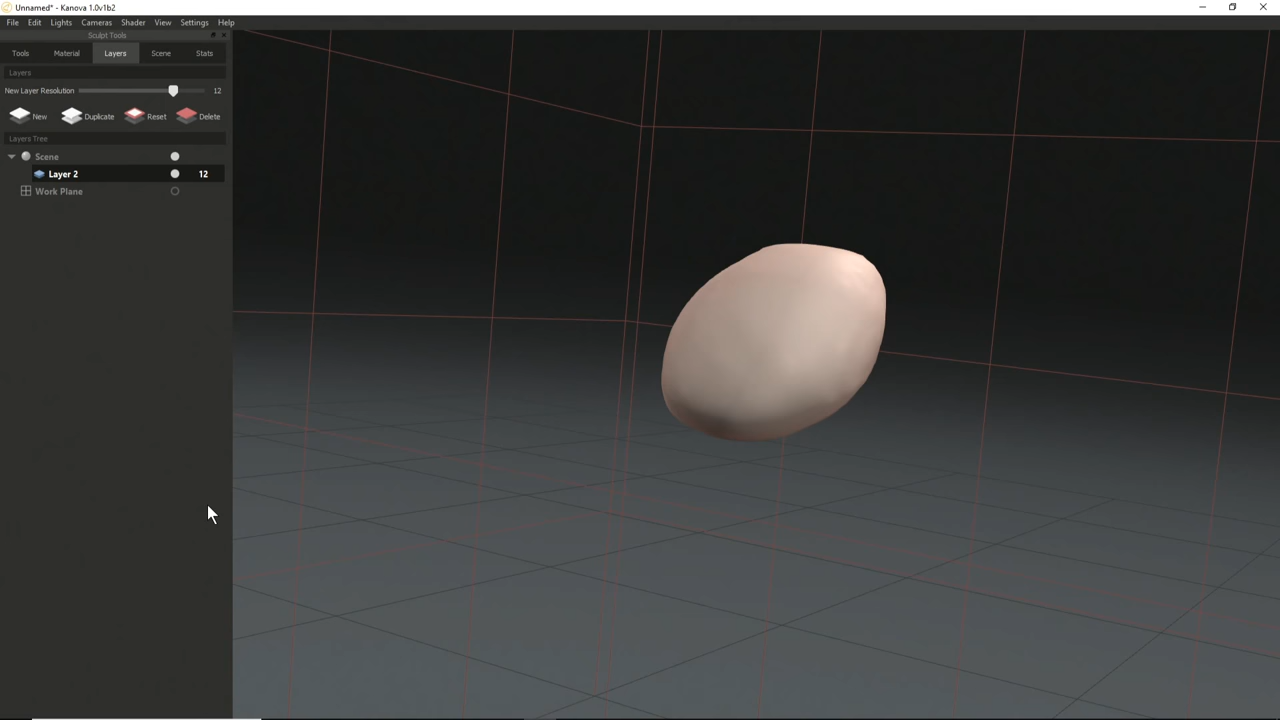 Unnamed* - Kanova 1.0v1b2
File Edit Lights Cameras Shader View Settings Help
Sculpt Tools
Tools Material Layers Scene Stats
Layers
New Layer Resolution 12
New Duplicate Reset Delete
Layers Tree
Scene
Layer 2 12
Work Plane